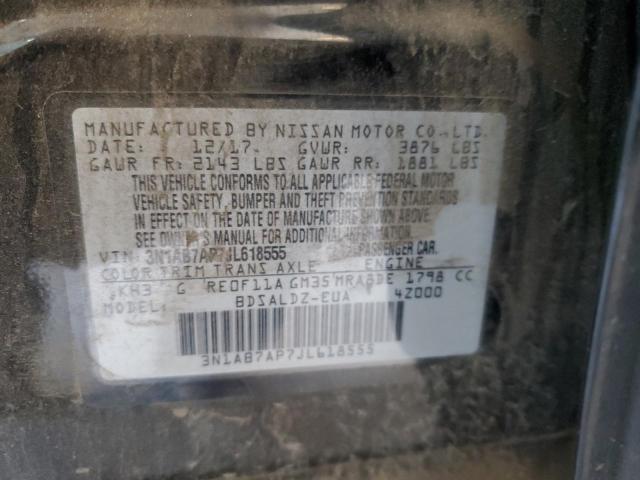 MANUFACTURED BY NISSAN MOTOR CO.,LTD.
DATE: 12/17 GVWR: 3876 LBS
GAWR FR: 2143 LBS GAWR RR: 1881 LBS
THIS VEHICLE CONFORMS TO ALL APPLICABLE FEDERAL MOTOR
VEHICLE SAFETY, BUMPER AND THEFT PREVENTION STANDARDS
IN EFFECT ON THE DATE OF MANUFACTURE SHOWN ABOVE.
SEE OWNER'S MANUAL FOR
VIN: 3N1AB7AP7JL618555 PASSENGER CAR.
COLOR TRIM TRANS AXLE ENGINE
KH3 G RE0F11A GM35 MRA8DE 1798 CC
BDSALDZ-EUA 42000
3N1AB7AP7JL618555